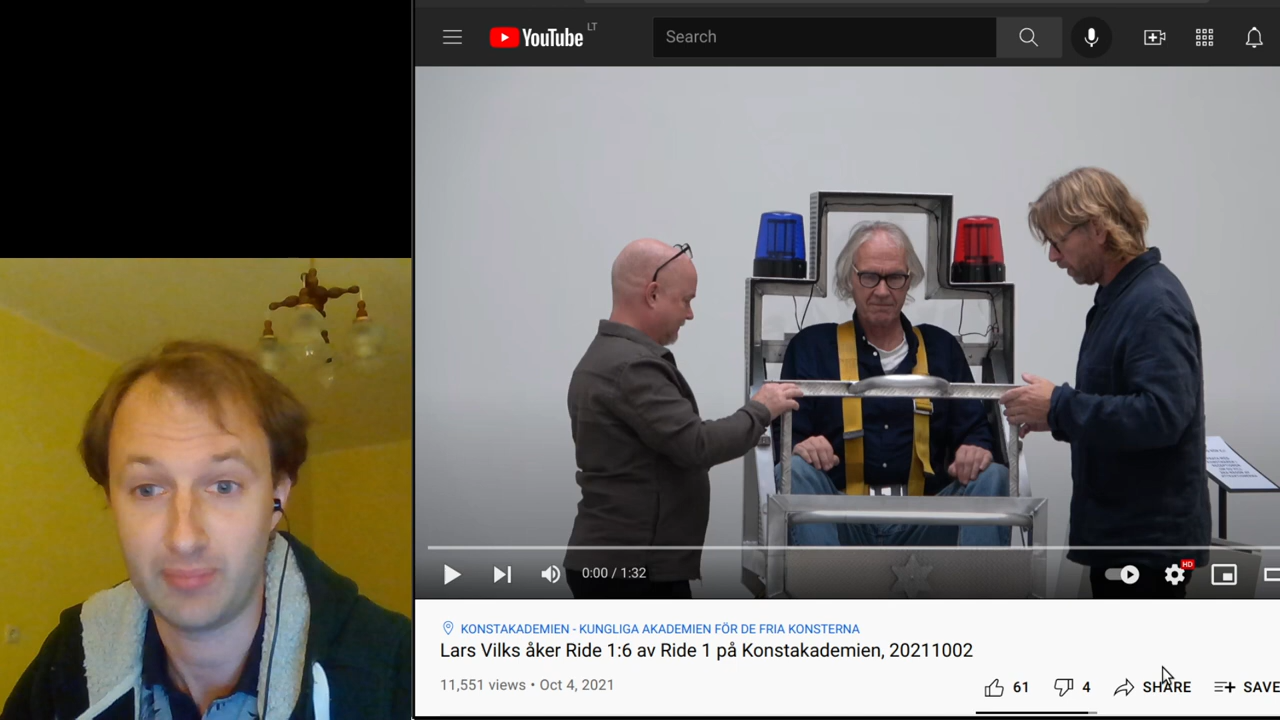 YouTube LT
Search
0:00 / 1:32
HD
KONSTAKADEMIEN - KUNGLIGA AKADEMIEN FÖR DE FRIA KONSTERNA
Lars Vilks åker Ride 1:6 av Ride 1 på Konstakademien, 20211002
11,551 views • Oct 4, 2021
61
4
SHARE
SAVE